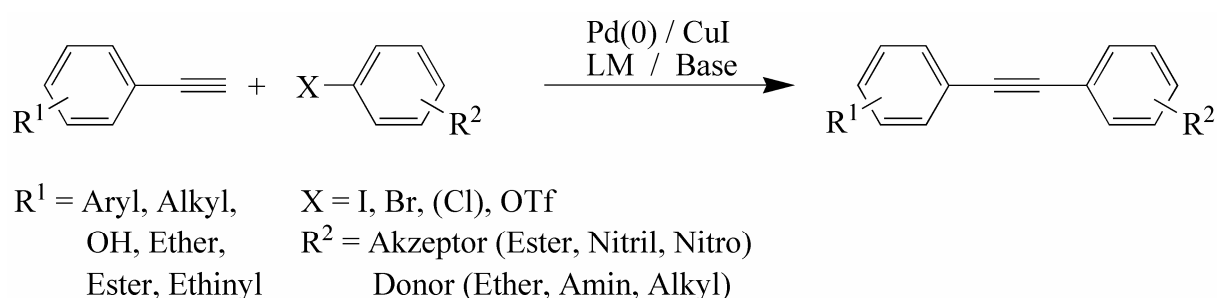 Pd(0) / CuI
LM / Base
R¹ + X R² R¹ R²
R¹ = Aryl, Alkyl, X = I, Br, (Cl), OTf
OH, Ether, R² = Akzeptor (Ester, Nitril, Nitro)
Ester, Ethinyl Donor (Ether, Amin, Alkyl)